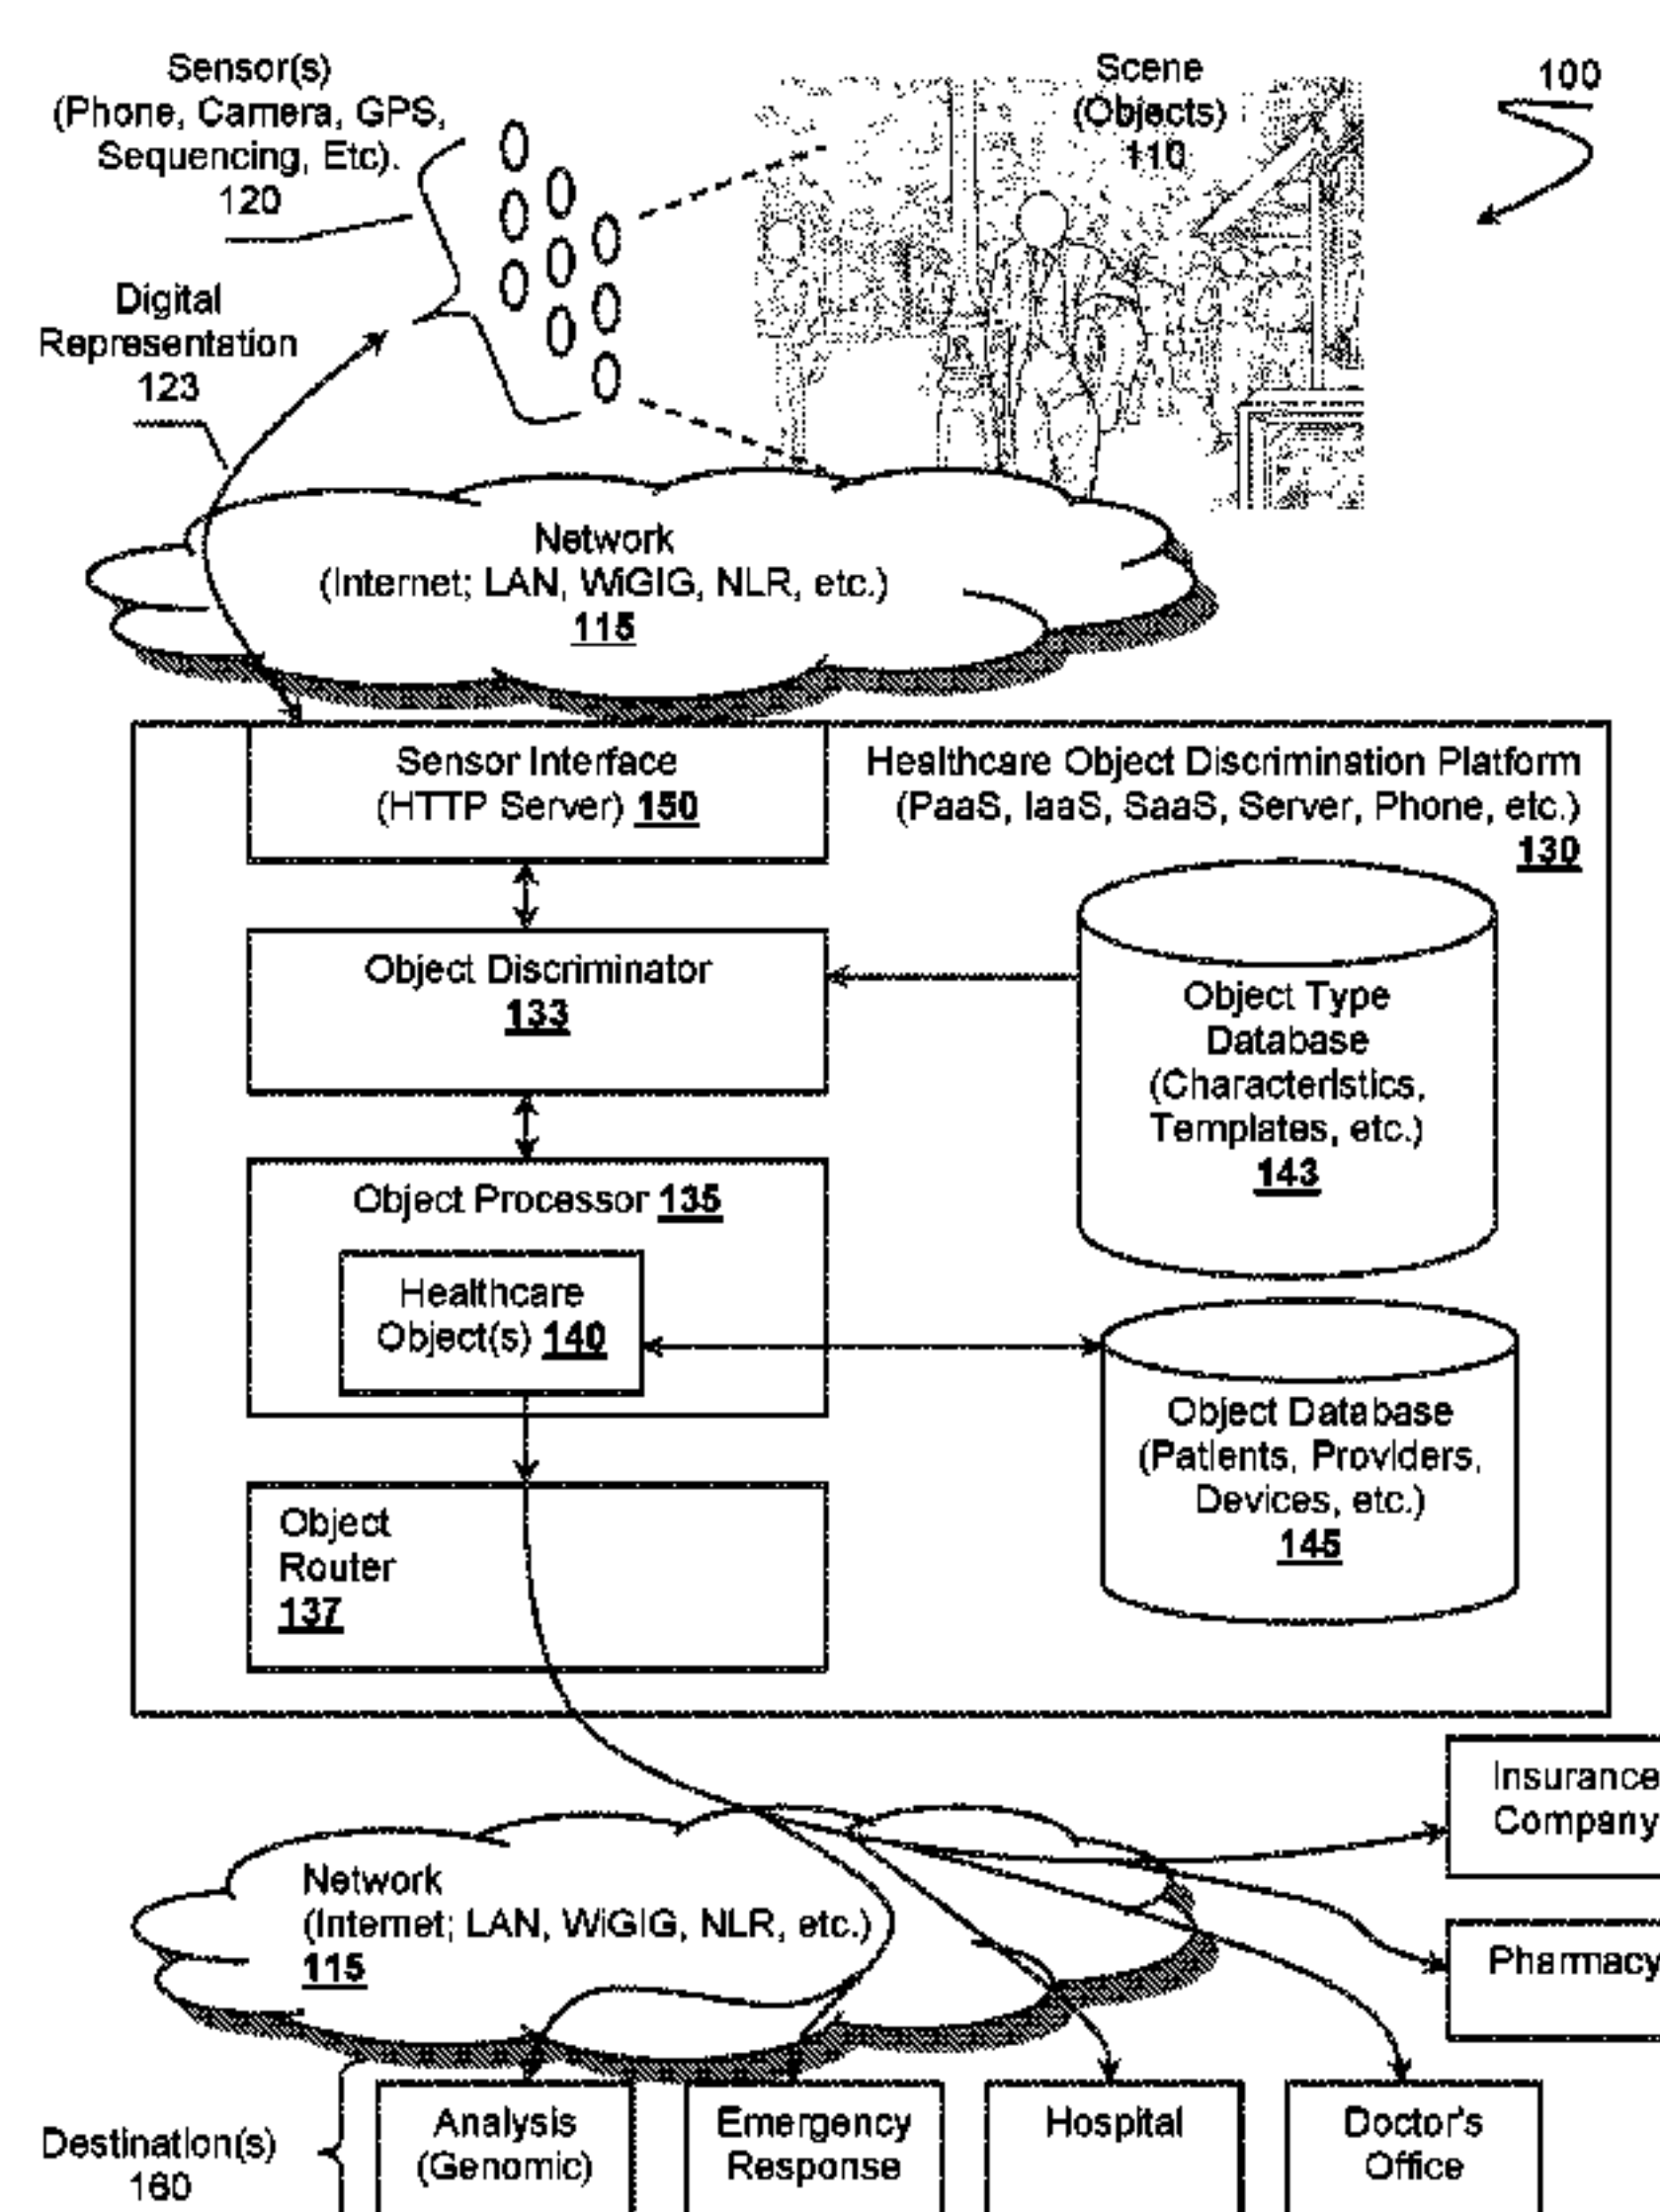 Sensor(s)
(Phone, Camera, GPS,
Sequencing, Etc).
120
Scene
(Objects)
110
100
Digital
Representation
123
Network
(Internet; LAN, WiGIG, NLR, etc.)
115
Sensor Interface
(HTTP Server) 150
Healthcare Object Discrimination Platform
(PaaS, IaaS, SaaS, Server, Phone, etc.)
130
Object Discriminator
133
Object Type
Database
(Characteristics,
Templates, etc.)
143
Object Processor 135
Healthcare
Object(s) 140
Object Database
(Patients, Providers,
Devices, etc.)
145
Object
Router
137
Insurance
Company
Network
(Internet; LAN, WiGIG, NLR, etc.)
115
Pharmacy
Destination(s)
160
Analysis
(Genomic)
Emergency
Response
Hospital
Doctor's
Office